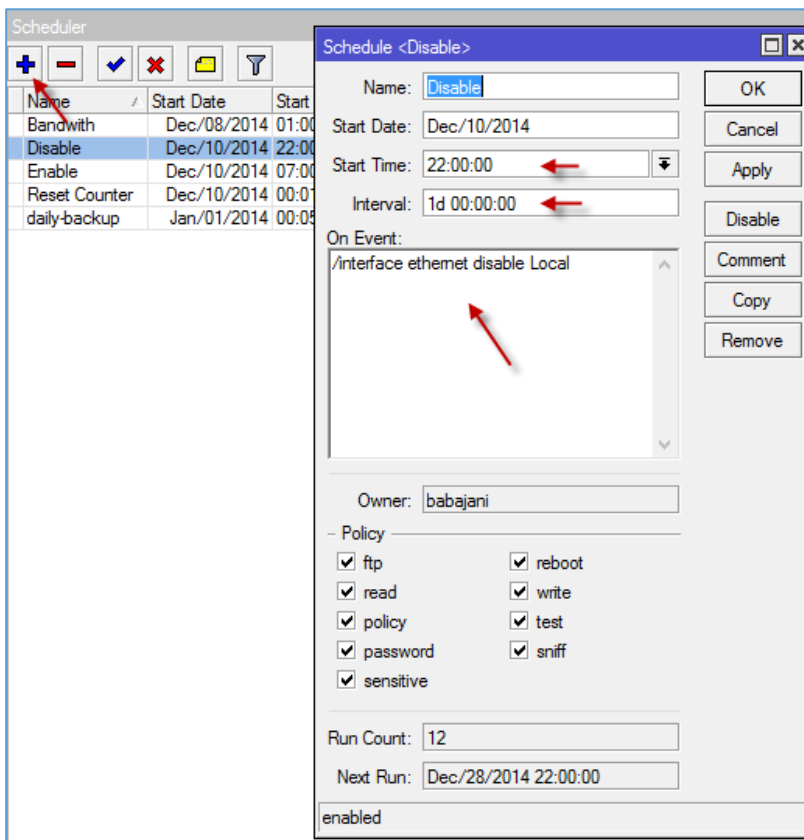 Scheduler
Name Start Date Start
Bandwith Dec/08/2014 01:00
Disable Dec/10/2014 22:00
Enable Dec/10/2014 07:00
Reset Counter Dec/10/2014 00:01
daily-backup Jan/01/2014 00:05
Schedule <Disable>
Name: Disable
Start Date: Dec/10/2014
Start Time: 22:00:00
Interval: 1d 00:00:00
On Event:
/interface ethernet disable Local
Owner: babajani
Policy
ftp reboot
read write
policy test
password sniff
sensitive
Run Count: 12
Next Run: Dec/28/2014 22:00:00
enabled
OK
Cancel
Apply
Disable
Comment
Copy
Remove